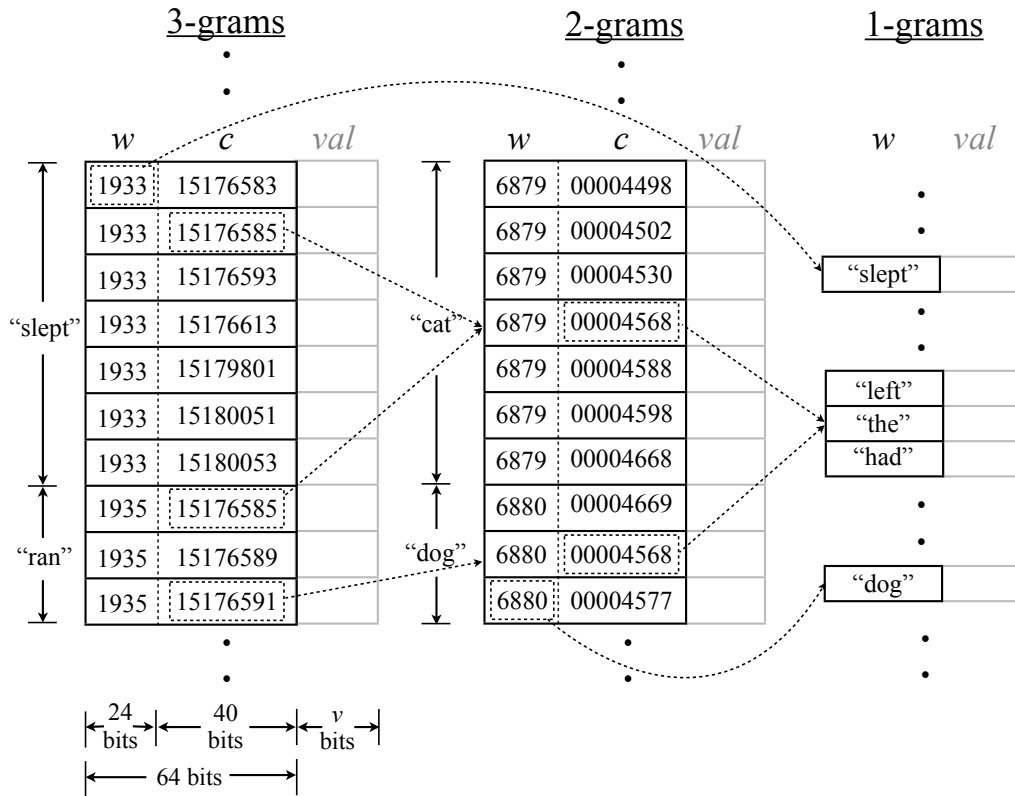 3-grams 2-grams 1-grams
w c val w c val w val
“slept”
1933 15176583
1933 15176585
1933 15176593
1933 15176613
1933 15179801
1933 15180051
1933 15180053
“ran”
1935 15176585
1935 15176589
1935 15176591
“cat”
6879 00004498
6879 00004502
6879 00004530
6879 00004568
6879 00004588
6879 00004598
6879 00004668
“dog”
6880 00004669
6880 00004568
6880 00004577
“slept”
“left”
“the”
“had”
“dog”
24 bits
40 bits
v bits
64 bits